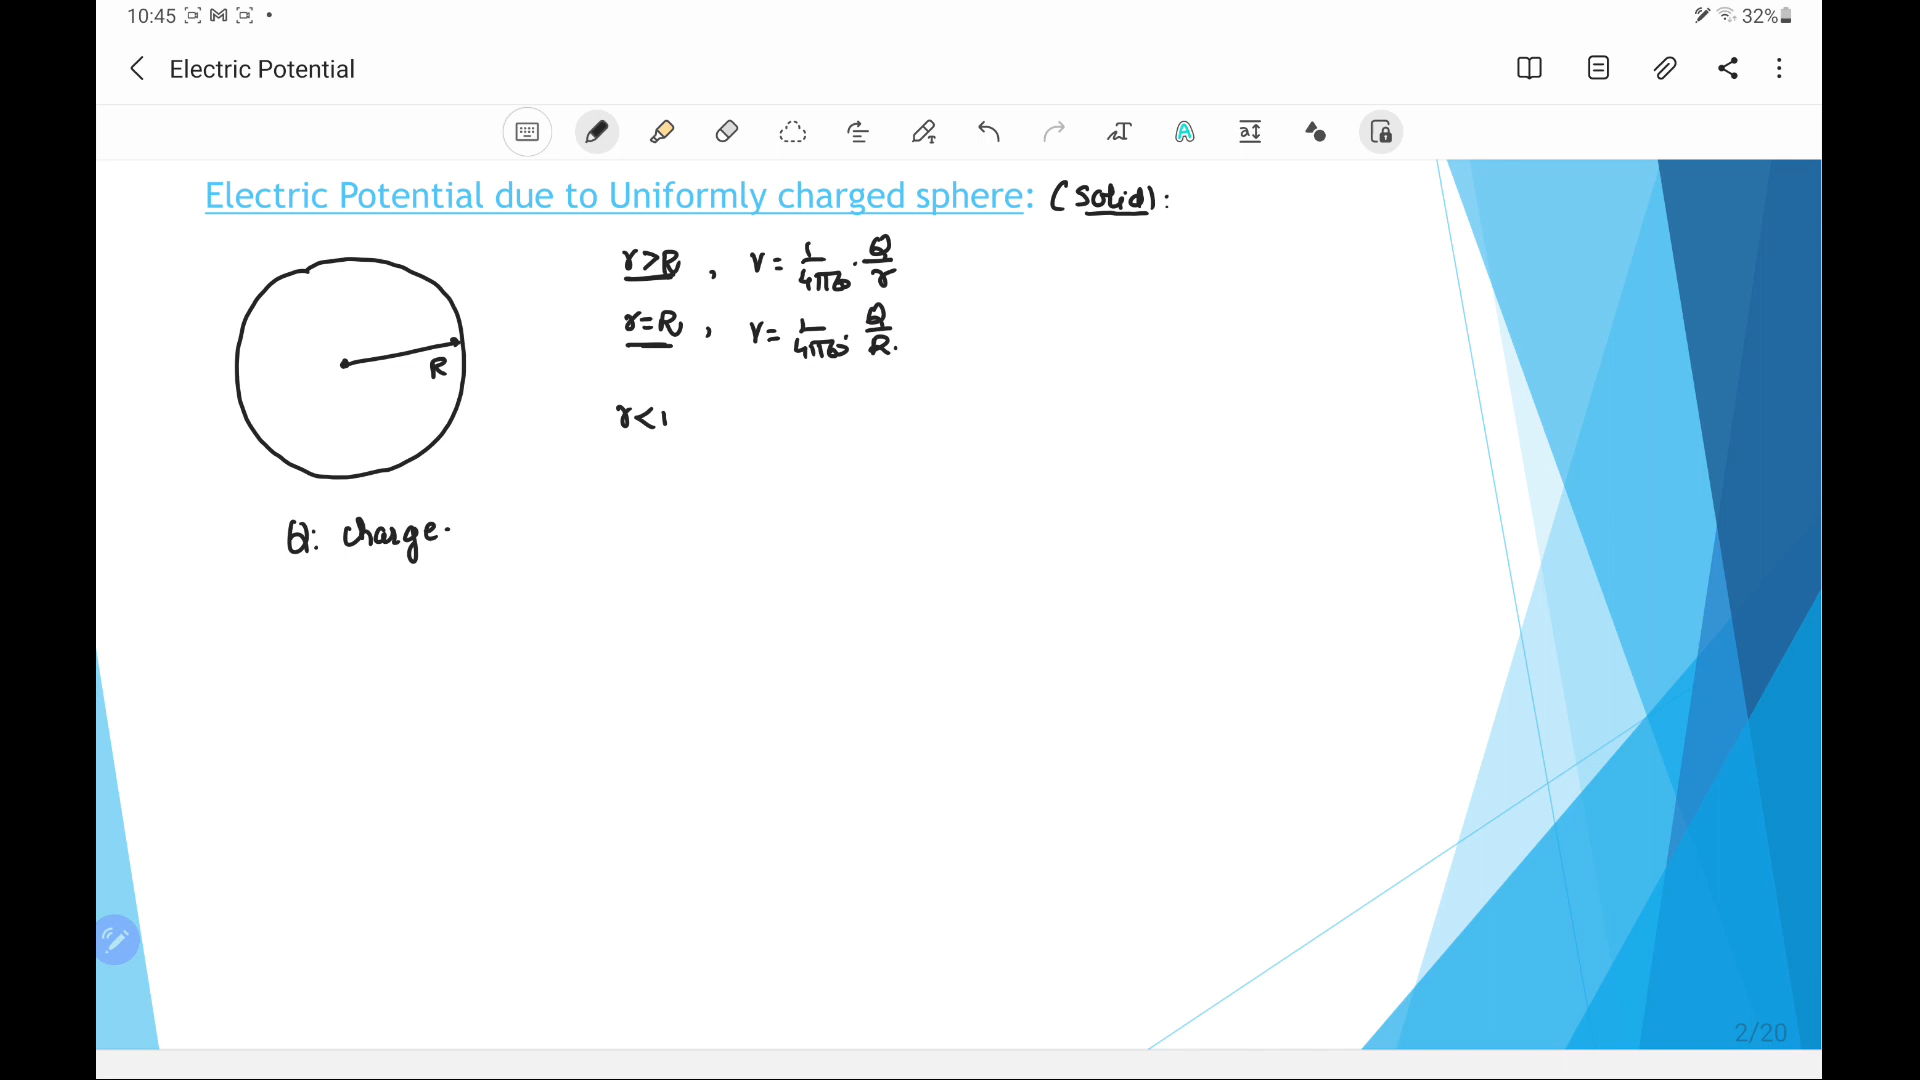 10:45
32%
Electric Potential
Electric Potential due to Uniformly charged sphere: (Solid):
r>R , V = 1/4πε₀ · Q/r
r=R , V = 1/4πε₀ · Q/R.
R
r<
Q: charge.
2/20